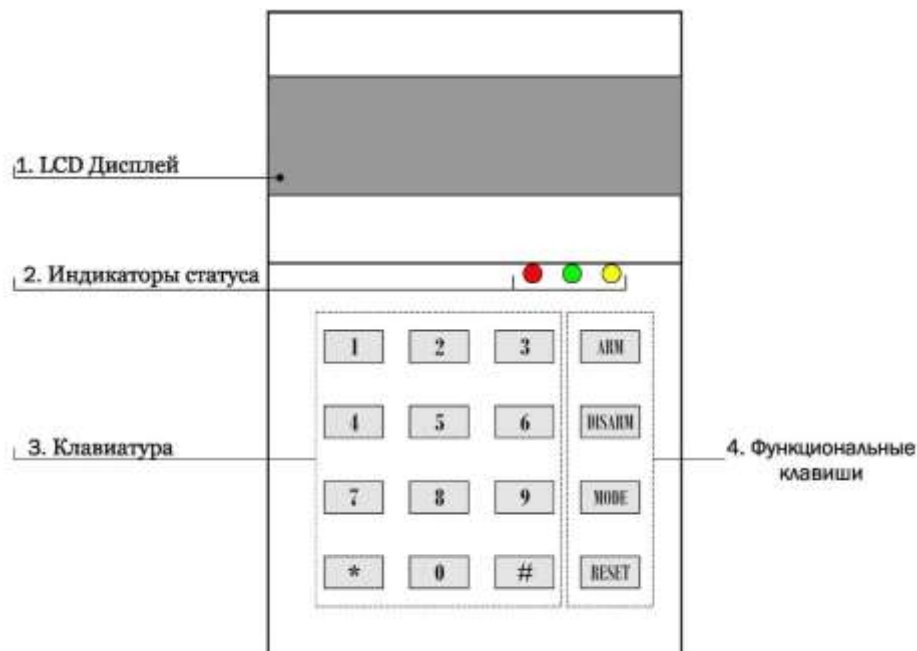 1. LCD Дисплей
2. Индикаторы статуса
1 2 3 ARM
4 5 6 DISARM
3. Клавиатура
4. Функциональные
клавиши
7 8 9 MODE
* 0 # RESET